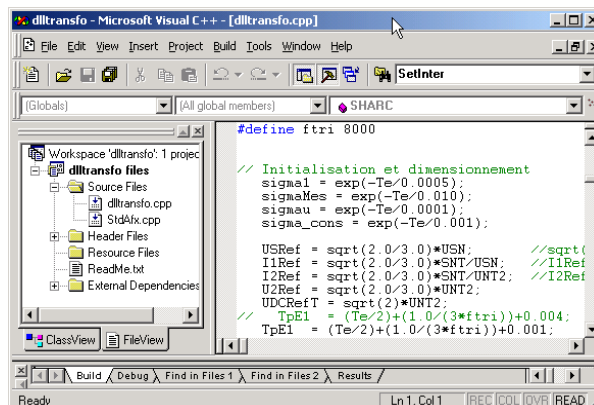 dlltransfo - Microsoft Visual C++ - [dlltransfo.cpp]
File Edit View Insert Project Build Tools Window Help
SetInter
(Globals) [All global members) SHARC
Workspace 'dlltransfo': 1 projec
dlltransfo files
Source Files
dlltransfo.cpp
StdAfx.cpp
Header Files
Resource Files
ReadMe.txt
External Dependencies
ClassView FileView
#define ftri 8000
// Initialisation et dimensionnement
sigma1 = exp(-Te/0.0005);
sigmaMes = exp(-Te/0.010);
sigmau = exp(-Te/0.0001);
sigma_cons = exp(-Te/0.001);
USRef = sqrt(2.0/3.0)*USN; //sqrt(
I1Ref = sqrt(2.0/3.0)*SNT/USN; //I1Ref
I2Ref = sqrt(2.0/3.0)*SNT/UNT2; //I2Ref
U2Ref = sqrt(2.0/3.0)*UNT2;
UDCRefT = sqrt(2)*UNT2;
// TpE1 = (Te/2)+(1.0/(3*ftri))+0.004;
TpE1 = (Te/2)+(1.0/(3*ftri))+0.001;
Build Debug Find in Files 1 Find in Files 2 Results
Ready Ln 1, Col 1 REC COL OVR READ